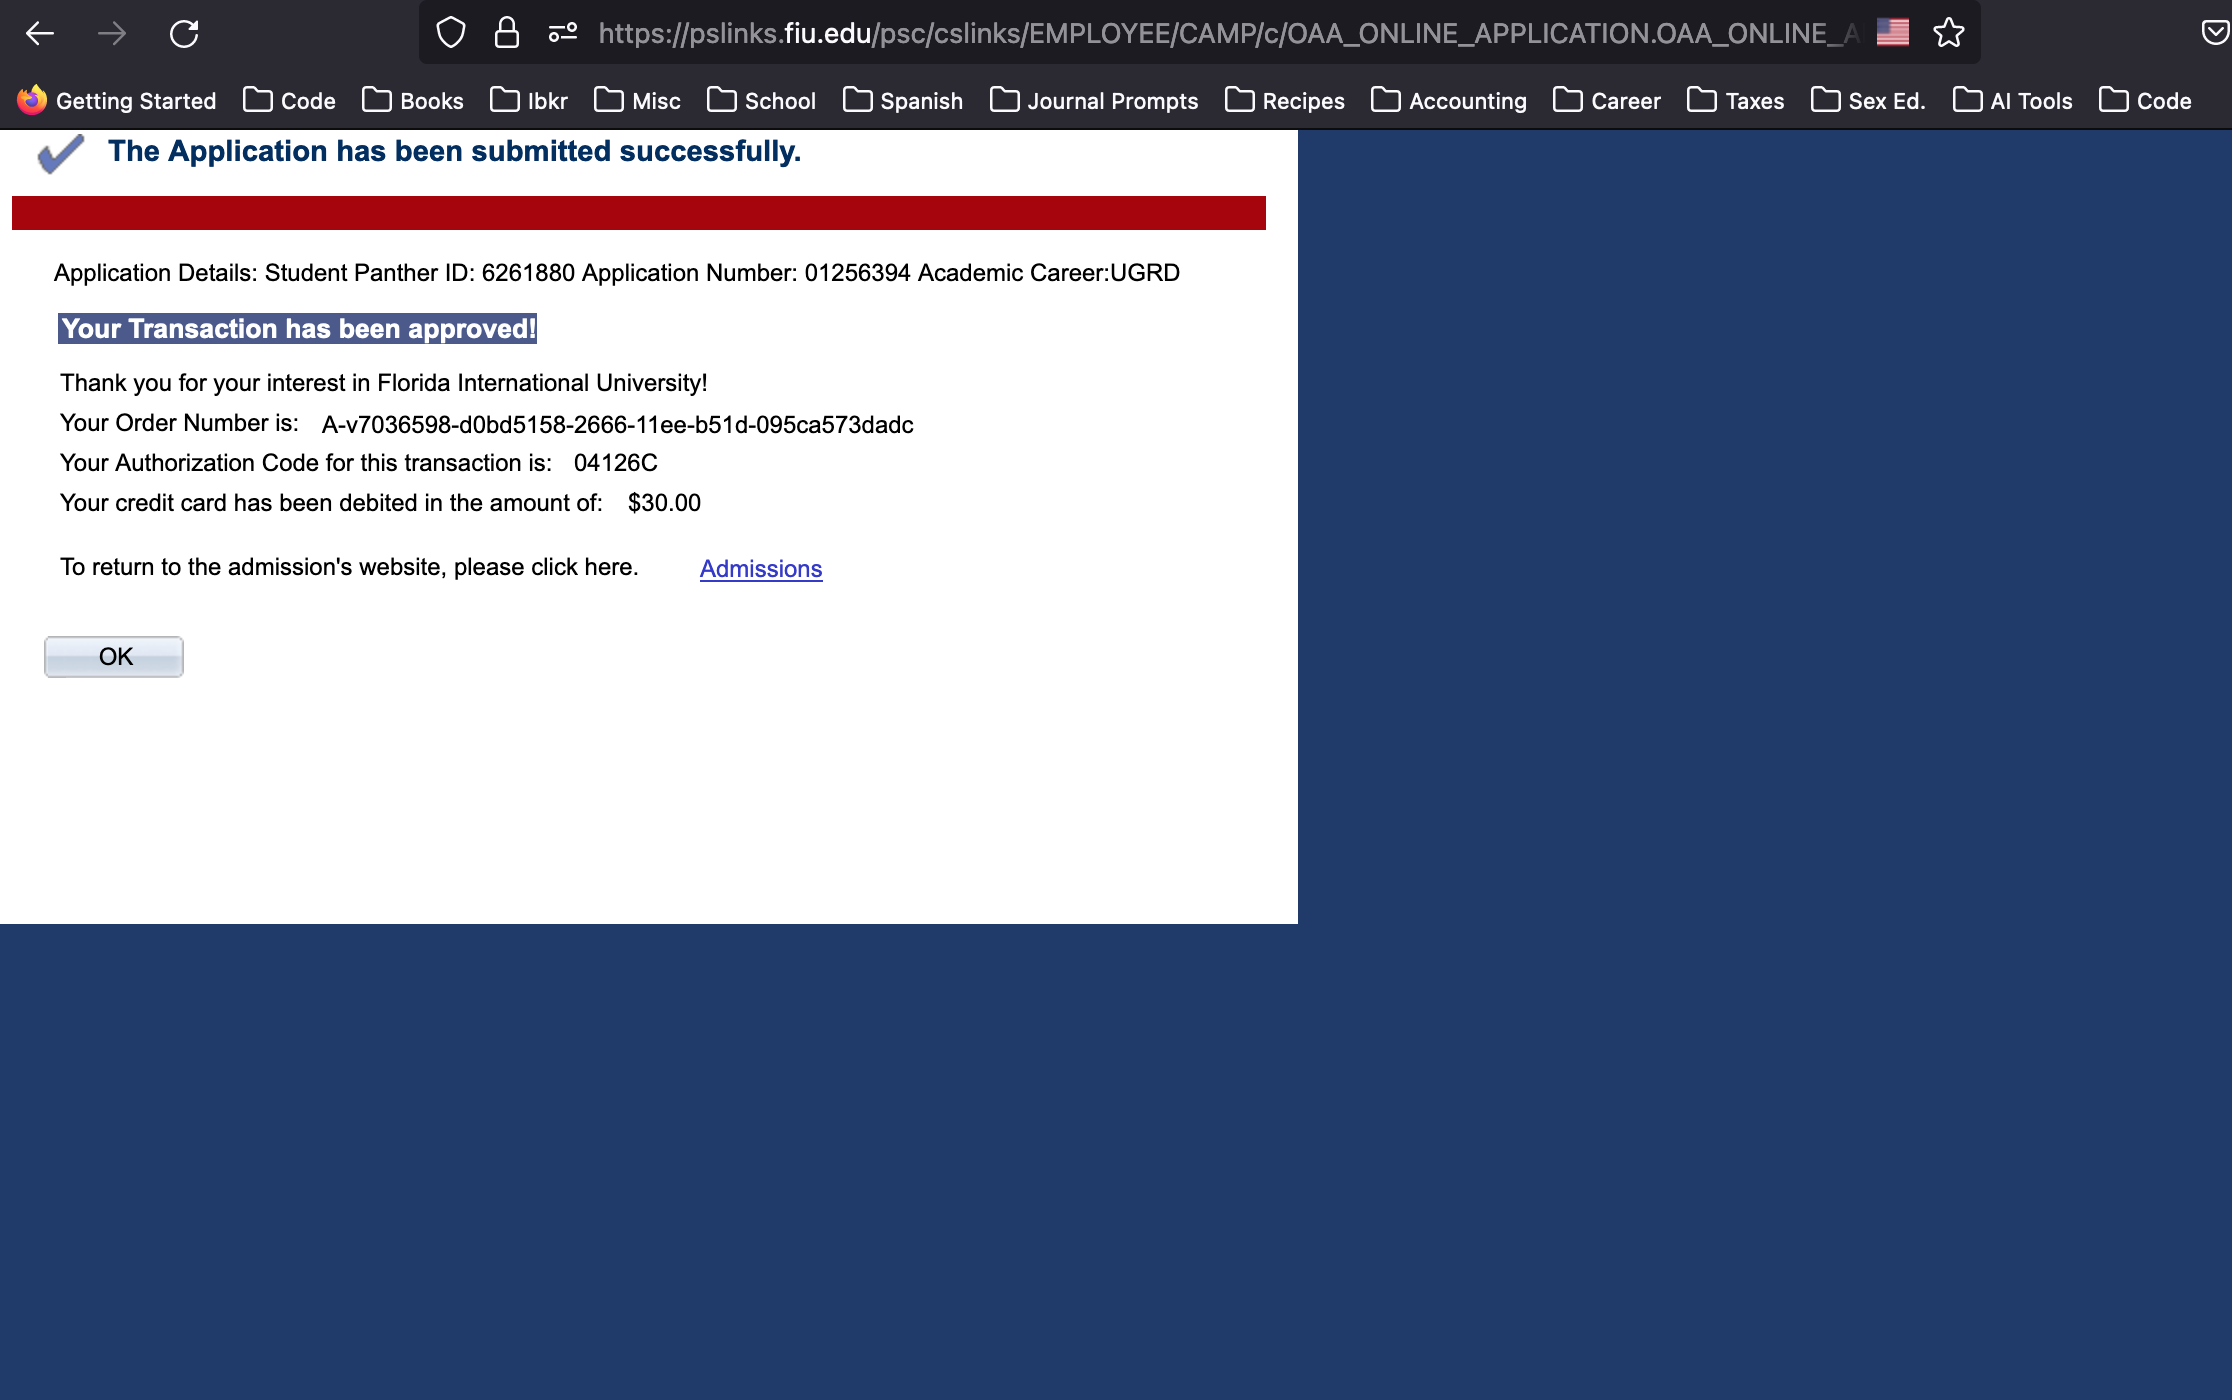 https://pslinks.fiu.edu/psc/cslinks/EMPLOYEE/CAMP/c/OAA_ONLINE_APPLICATION.OAA_ONLINE_A
Getting Started Code Books Ibkr Misc School Spanish Journal Prompts Recipes Accounting Career Taxes Sex Ed. AI Tools Code
The Application has been submitted successfully.
Application Details: Student Panther ID: 6261880 Application Number: 01256394 Academic Career:UGRD
Your Transaction has been approved!
Thank you for your interest in Florida International University!
Your Order Number is: A-v7036598-d0bd5158-2666-11ee-b51d-095ca573dadc
Your Authorization Code for this transaction is: 04126C
Your credit card has been debited in the amount of: $30.00
To return to the admission's website, please click here. Admissions
OK